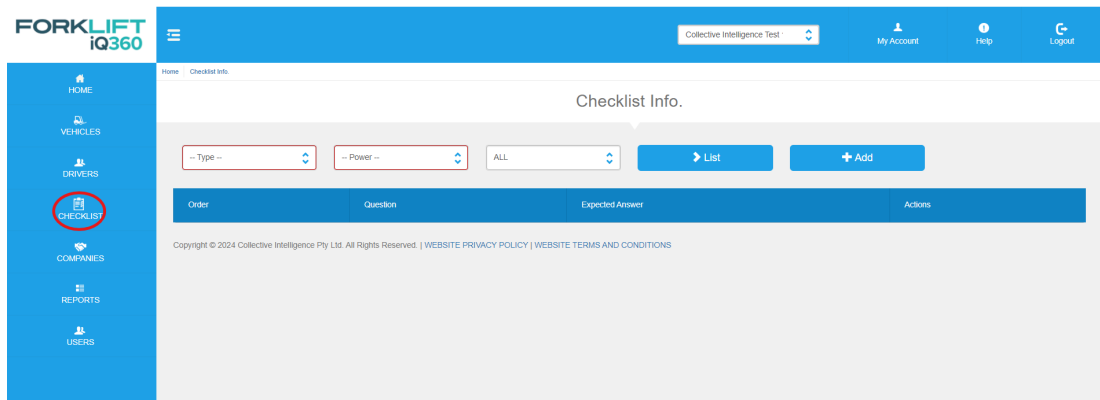 FORKLIFT
iQ360
Collective Intelligence Test
My Account
Help
Logout
HOME
VEHICLES
DRIVERS
CHECKLIST
COMPANIES
REPORTS
USERS
Home Checklist Info.
Checklist Info.
-- Type --
-- Power --
ALL
List
Add
Order Question Expected Answer Actions
Copyright © 2024 Collective Intelligence Pty Ltd. All Rights Reserved. | WEBSITE PRIVACY POLICY | WEBSITE TERMS AND CONDITIONS